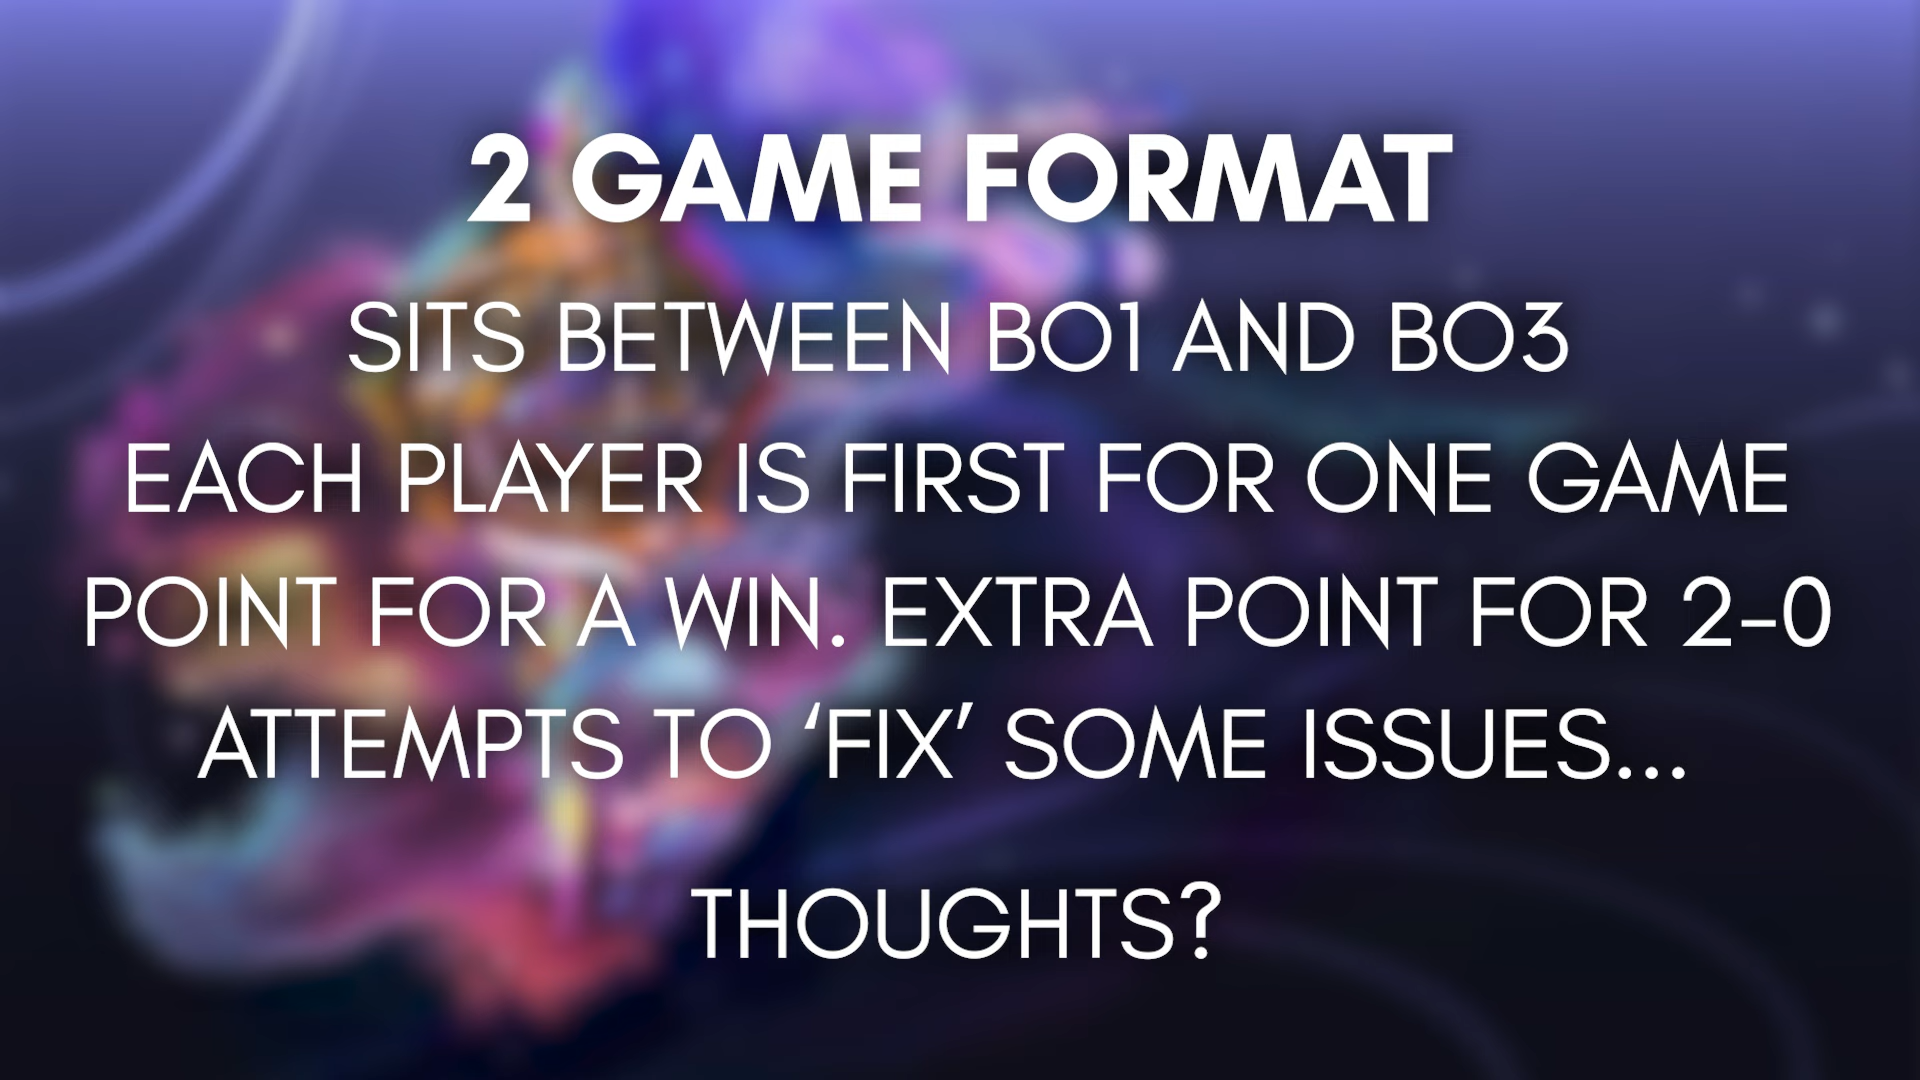 2 GAME FORMAT
SITS BETWEEN BO1 AND BO3
EACH PLAYER IS FIRST FOR ONE GAME
POINT FOR A WIN. EXTRA POINT FOR 2-0
ATTEMPTS TO ‘FIX’ SOME ISSUES...
THOUGHTS?